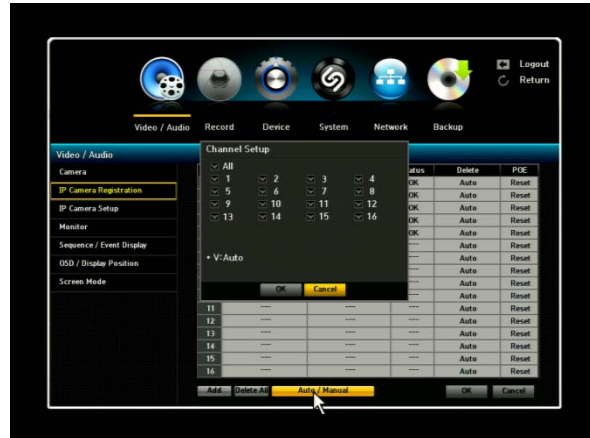 Logout
Return
Video / Audio Record Device System Network Backup
Video / Audio
Camera
IP Camera Registration
IP Camera Setup
Monitor
Sequence / Event Display
OSD / Display Position
Screen Mode
Channel Setup
All
1 2 3 4
5 6 7 8
9 10 11 12
13 14 15 16
* V:Auto
OK Cancel
atus Delete POE
OK Auto Reset
OK Auto Reset
OK Auto Reset
OK Auto Reset
OK Auto Reset
---- Auto Reset
---- Auto Reset
---- Auto Reset
---- Auto Reset
---- Auto Reset
11 ---- ---- ---- Auto Reset
12 ---- ---- ---- Auto Reset
13 ---- ---- ---- Auto Reset
14 ---- ---- ---- Auto Reset
15 ---- ---- ---- Auto Reset
16 ---- ---- ---- Auto Reset
Add Delete All Auto / Manual OK Cancel